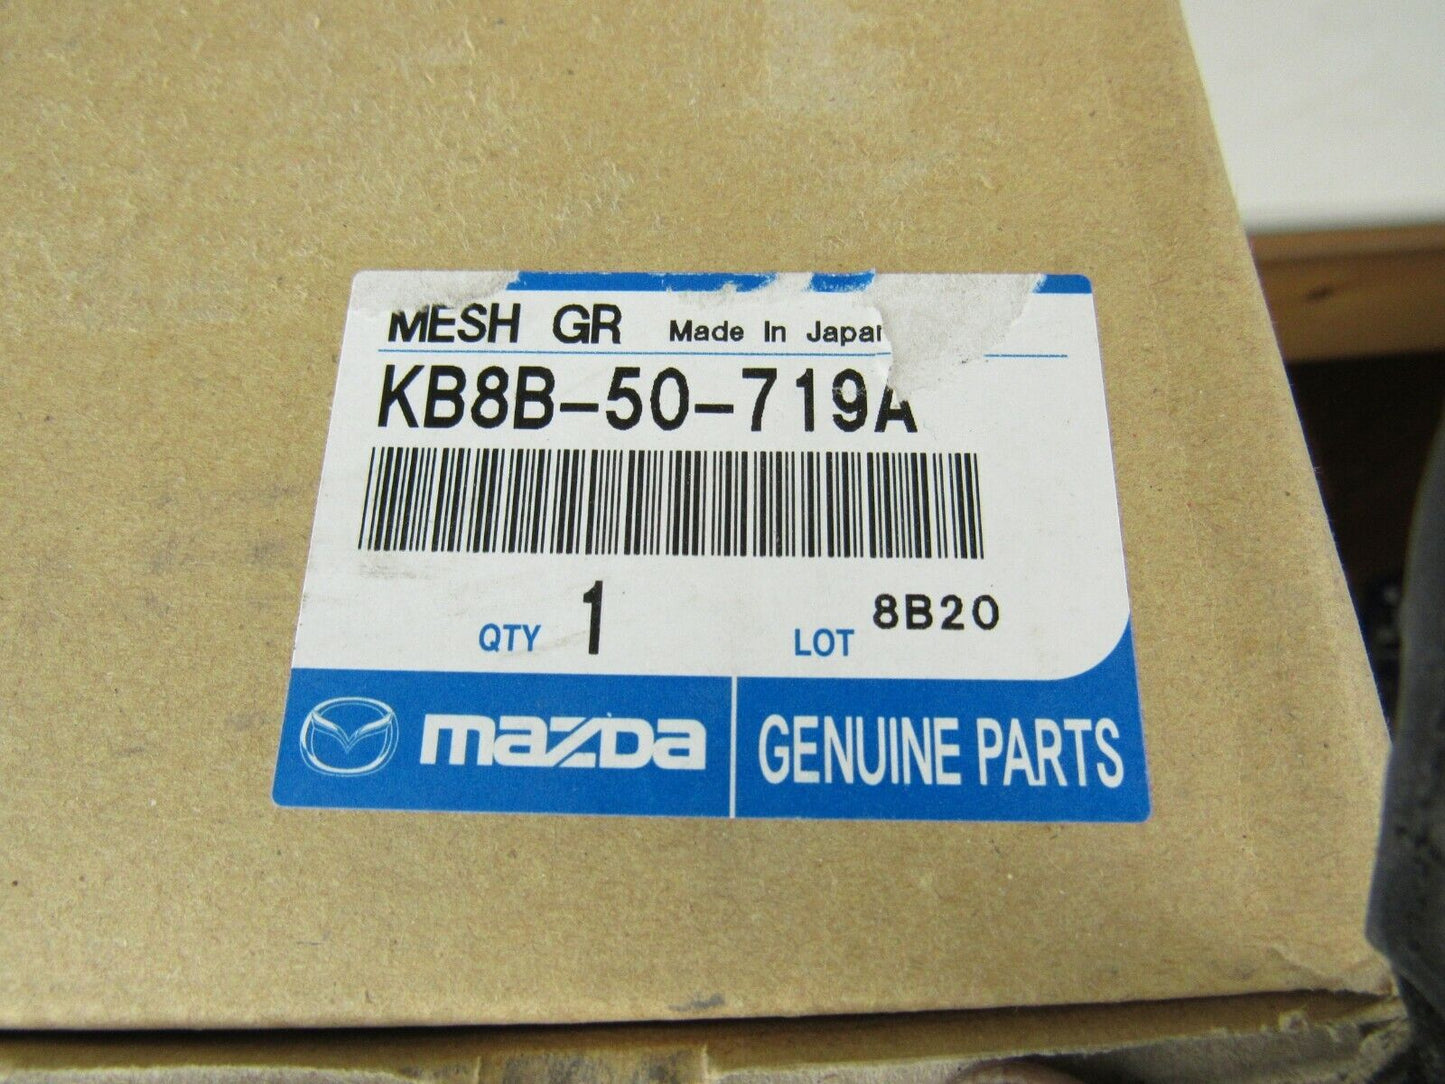 MESH GR Made In Japan
KB8B-50-719A
QTY 1 LOT 8B20
mazda GENUINE PARTS